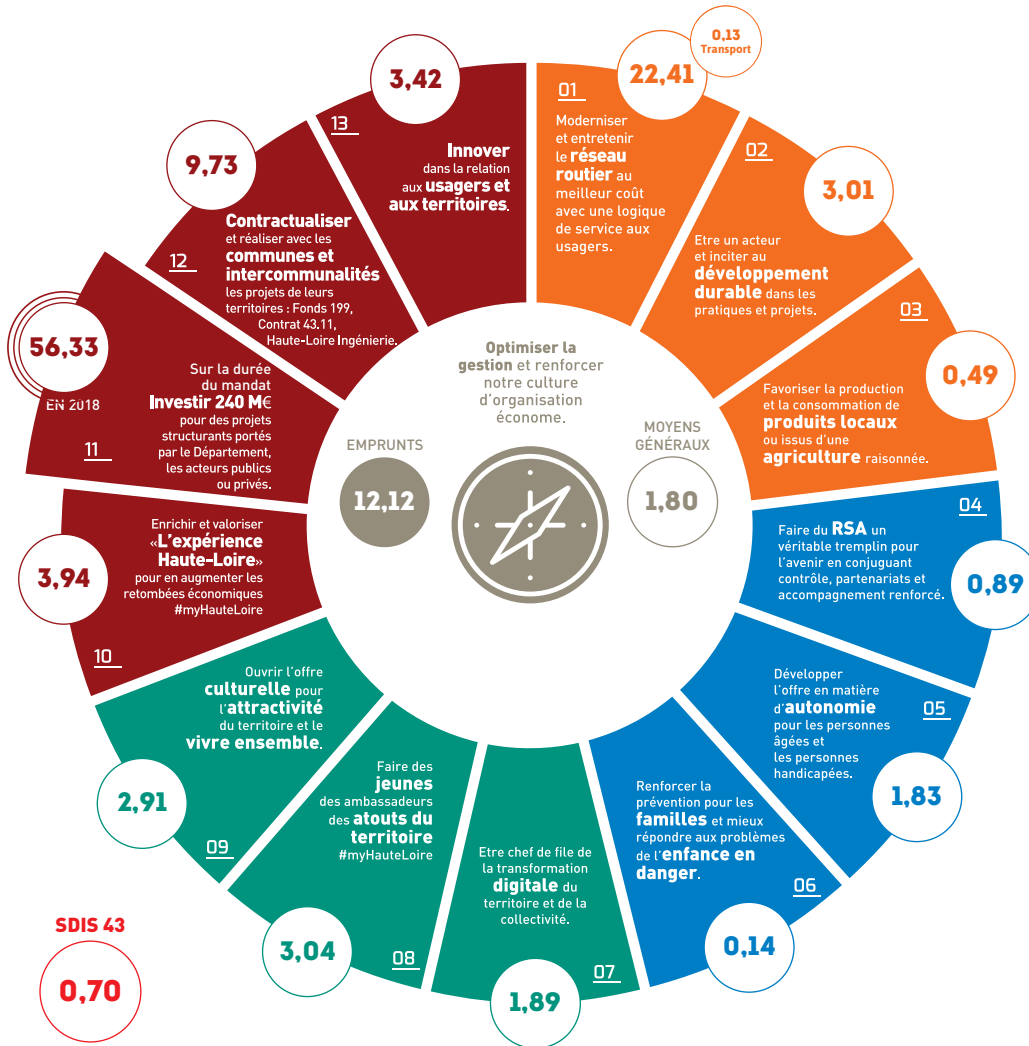 0,13
Transport
22,41
01
Moderniser
et entretenir
le réseau
routier au
meilleur coût
avec une logique
de service aux
usagers.
02
3,01
Etre un acteur
et inciter au
développement
durable dans les
pratiques et projets.
03
0,49
Favoriser la production
et la consommation de
produits locaux
ou issus d'une
agriculture raisonnée.
04
0,89
Faire du RSA un
véritable tremplin pour
l'avenir en conjuguant
contrôle, partenariats et
accompagnement renforcé.
05
1,83
Développer
l'offre en matière
d'autonomie
pour les personnes
âgées et
les personnes
handicapées.
06
0,14
Renforcer la
prévention pour les
familles et mieux
répondre aux problèmes
de l'enfance en
danger.
07
1,89
Etre chef de file de
la transformation
digitale du
territoire et de la
collectivité.
08
3,04
Faire des
jeunes
des ambassadeurs
des atouts du
territoire
#myHauteLoire
09
2,91
Ouvrir l'offre
culturelle pour
l'attractivité
du territoire et le
vivre ensemble.
10
3,94
Enrichir et valoriser
«L'expérience
Haute-Loire»
pour en augmenter les
retombées économiques
#myHauteLoire
11
56,33
EN 2018
Sur la durée
du mandat
Investir 240 M€
pour des projets
structurants portés
par le Département,
les acteurs publics
ou privés.
12
9,73
Contractualiser
et réaliser avec les
communes et
intercommunalités
les projets de leurs
territoires : Fonds 199,
Contrat 43.11,
Haute-Loire Ingénierie.
13
3,42
Innover
dans la relation
aux usagers et
aux territoires.
Optimiser la
gestion et renforcer
notre culture
d'organisation
économe.
EMPRUNTS
12,12
MOYENS
GÉNÉRAUX
1,80
SDIS 43
0,70